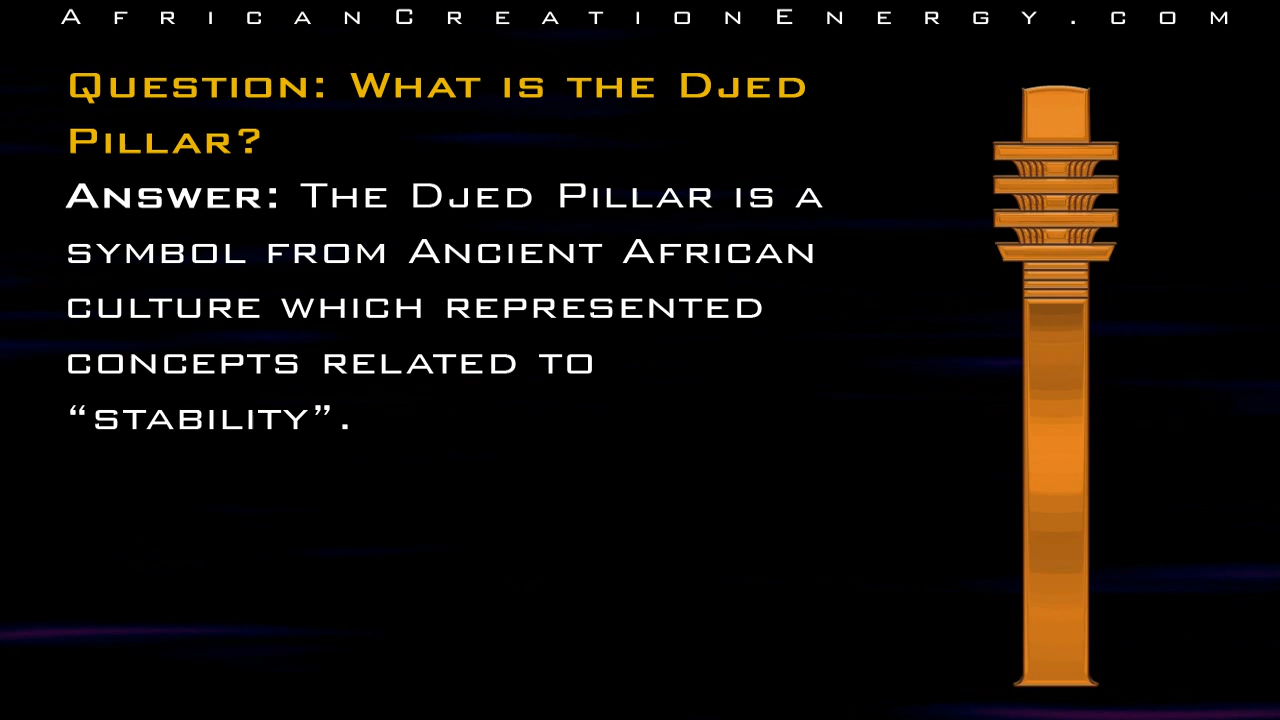 AfricanCreationEnergy.com
Question: What is the Djed
Pillar?
Answer: The Djed Pillar is a
symbol from Ancient African
culture which represented
concepts related to
“stability”.